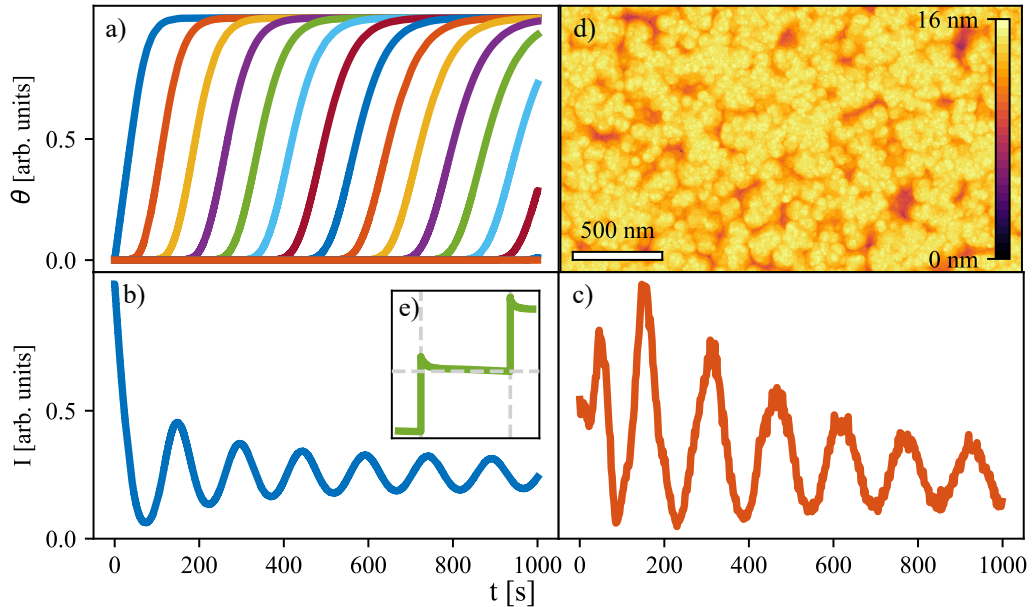 a)
d)
16 nm
0.5
0.0
θ [arb. units]
500 nm
0 nm
b)
e)
c)
0.5
0.0
I [arb. units]
0 200 400 600 800 1000
0 200 400 600 800 1000
t [s]